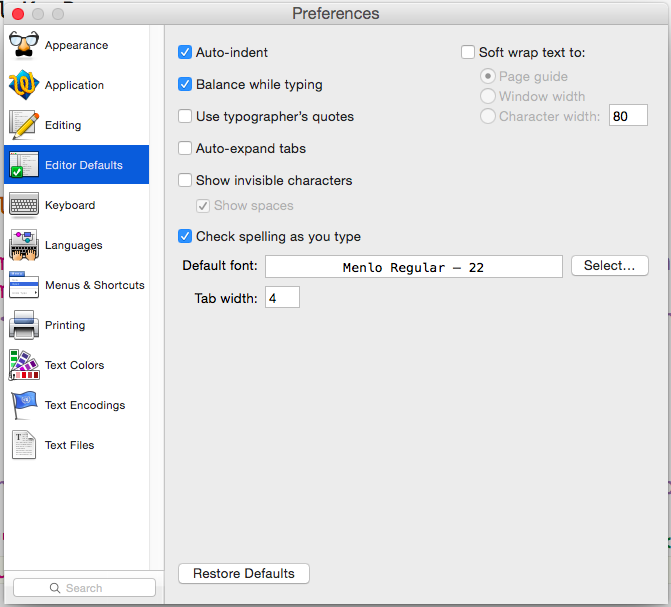 Preferences
Appearance
Application
Editing
Editor Defaults
Keyboard
Languages
Menus & Shortcuts
Printing
Text Colors
Text Encodings
Text Files
Search
Auto-indent
Balance while typing
Use typographer's quotes
Auto-expand tabs
Show invisible characters
Show spaces
Check spelling as you type
Soft wrap text to:
Page guide
Window width
Character width: 80
Default font: Menlo Regular – 22 Select...
Tab width: 4
Restore Defaults